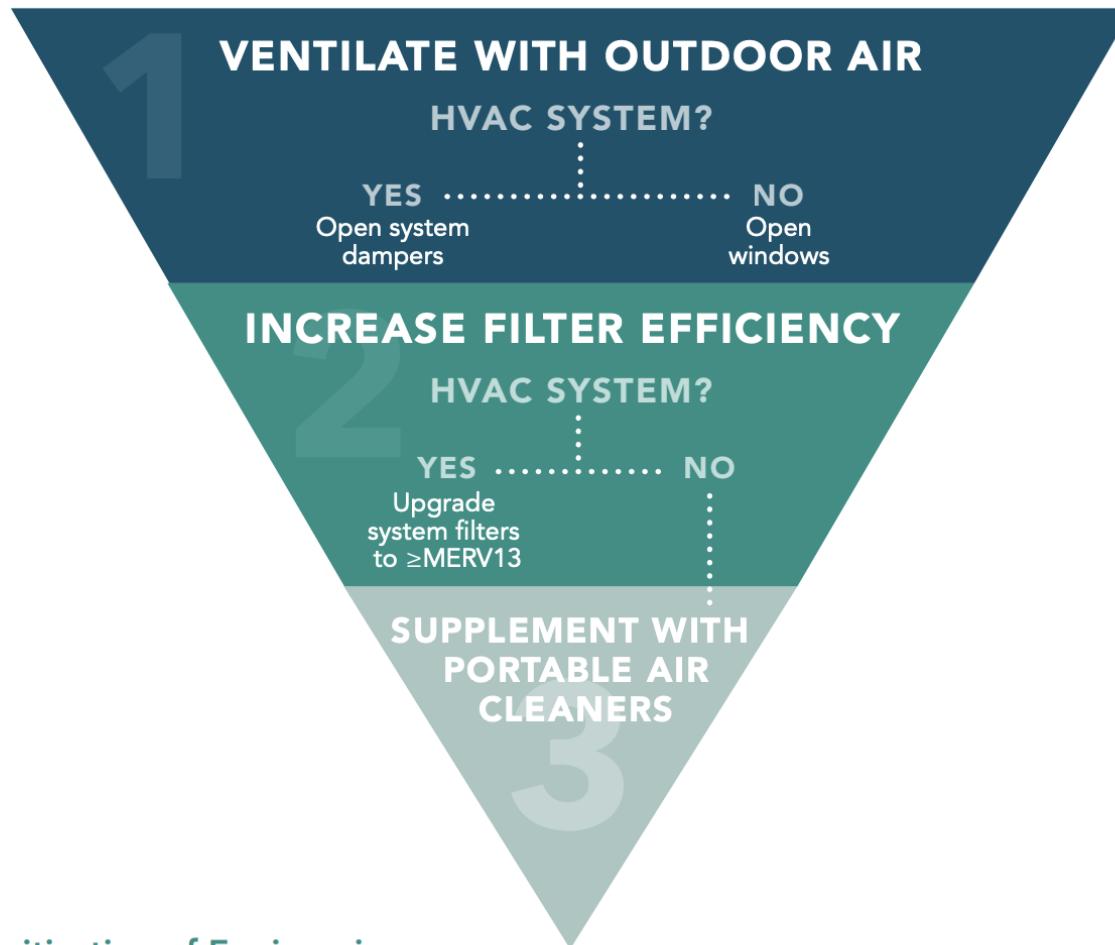 1
VENTILATE WITH OUTDOOR AIR
HVAC SYSTEM?
YES NO
Open system
dampers
Open
windows
2
INCREASE FILTER EFFICIENCY
HVAC SYSTEM?
YES NO
Upgrade
system filters
to ≥MERV13
SUPPLEMENT WITH
PORTABLE AIR
CLEANERS
3